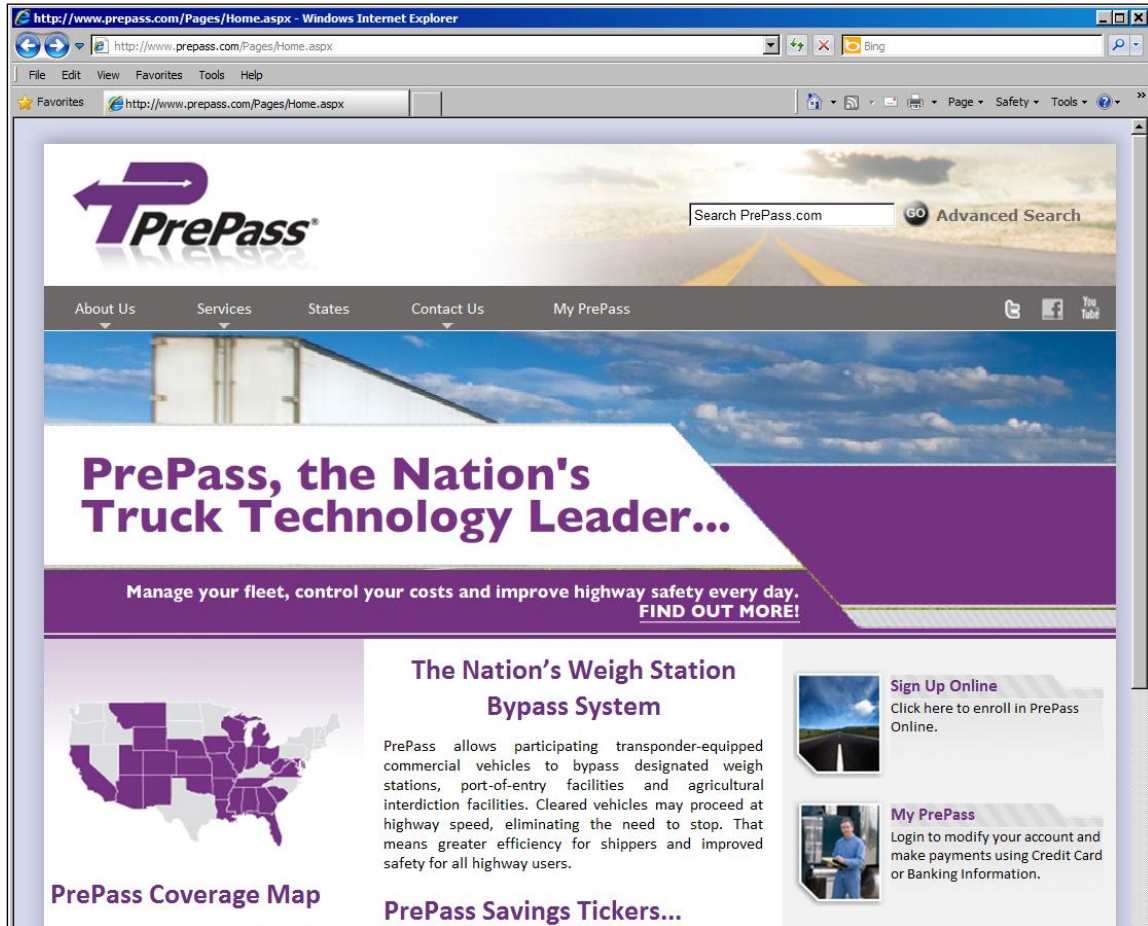 http://www.prepass.com/Pages/Home.aspx - Windows Internet Explorer
http://www.prepass.com/Pages/Home.aspx
Bing
File Edit View Favorites Tools Help
Favorites
http://www.prepass.com/Pages/Home.aspx
Page Safety Tools
PrePass®
Search PrePass.com
GO
Advanced Search
About Us
Services
States
Contact Us
My PrePass
You
Tube
PrePass, the Nation's
Truck Technology Leader...
Manage your fleet, control your costs and improve highway safety every day.
FIND OUT MORE!
PrePass Coverage Map
The Nation’s Weigh Station
Bypass System
PrePass allows participating transponder-equipped
commercial vehicles to bypass designated weigh
stations, port-of-entry facilities and agricultural
interdiction facilities. Cleared vehicles may proceed at
highway speed, eliminating the need to stop. That
means greater efficiency for shippers and improved
safety for all highway users.
PrePass Savings Tickers...
Sign Up Online
Click here to enroll in PrePass
Online.
My PrePass
Login to modify your account and
make payments using Credit Card
or Banking Information.